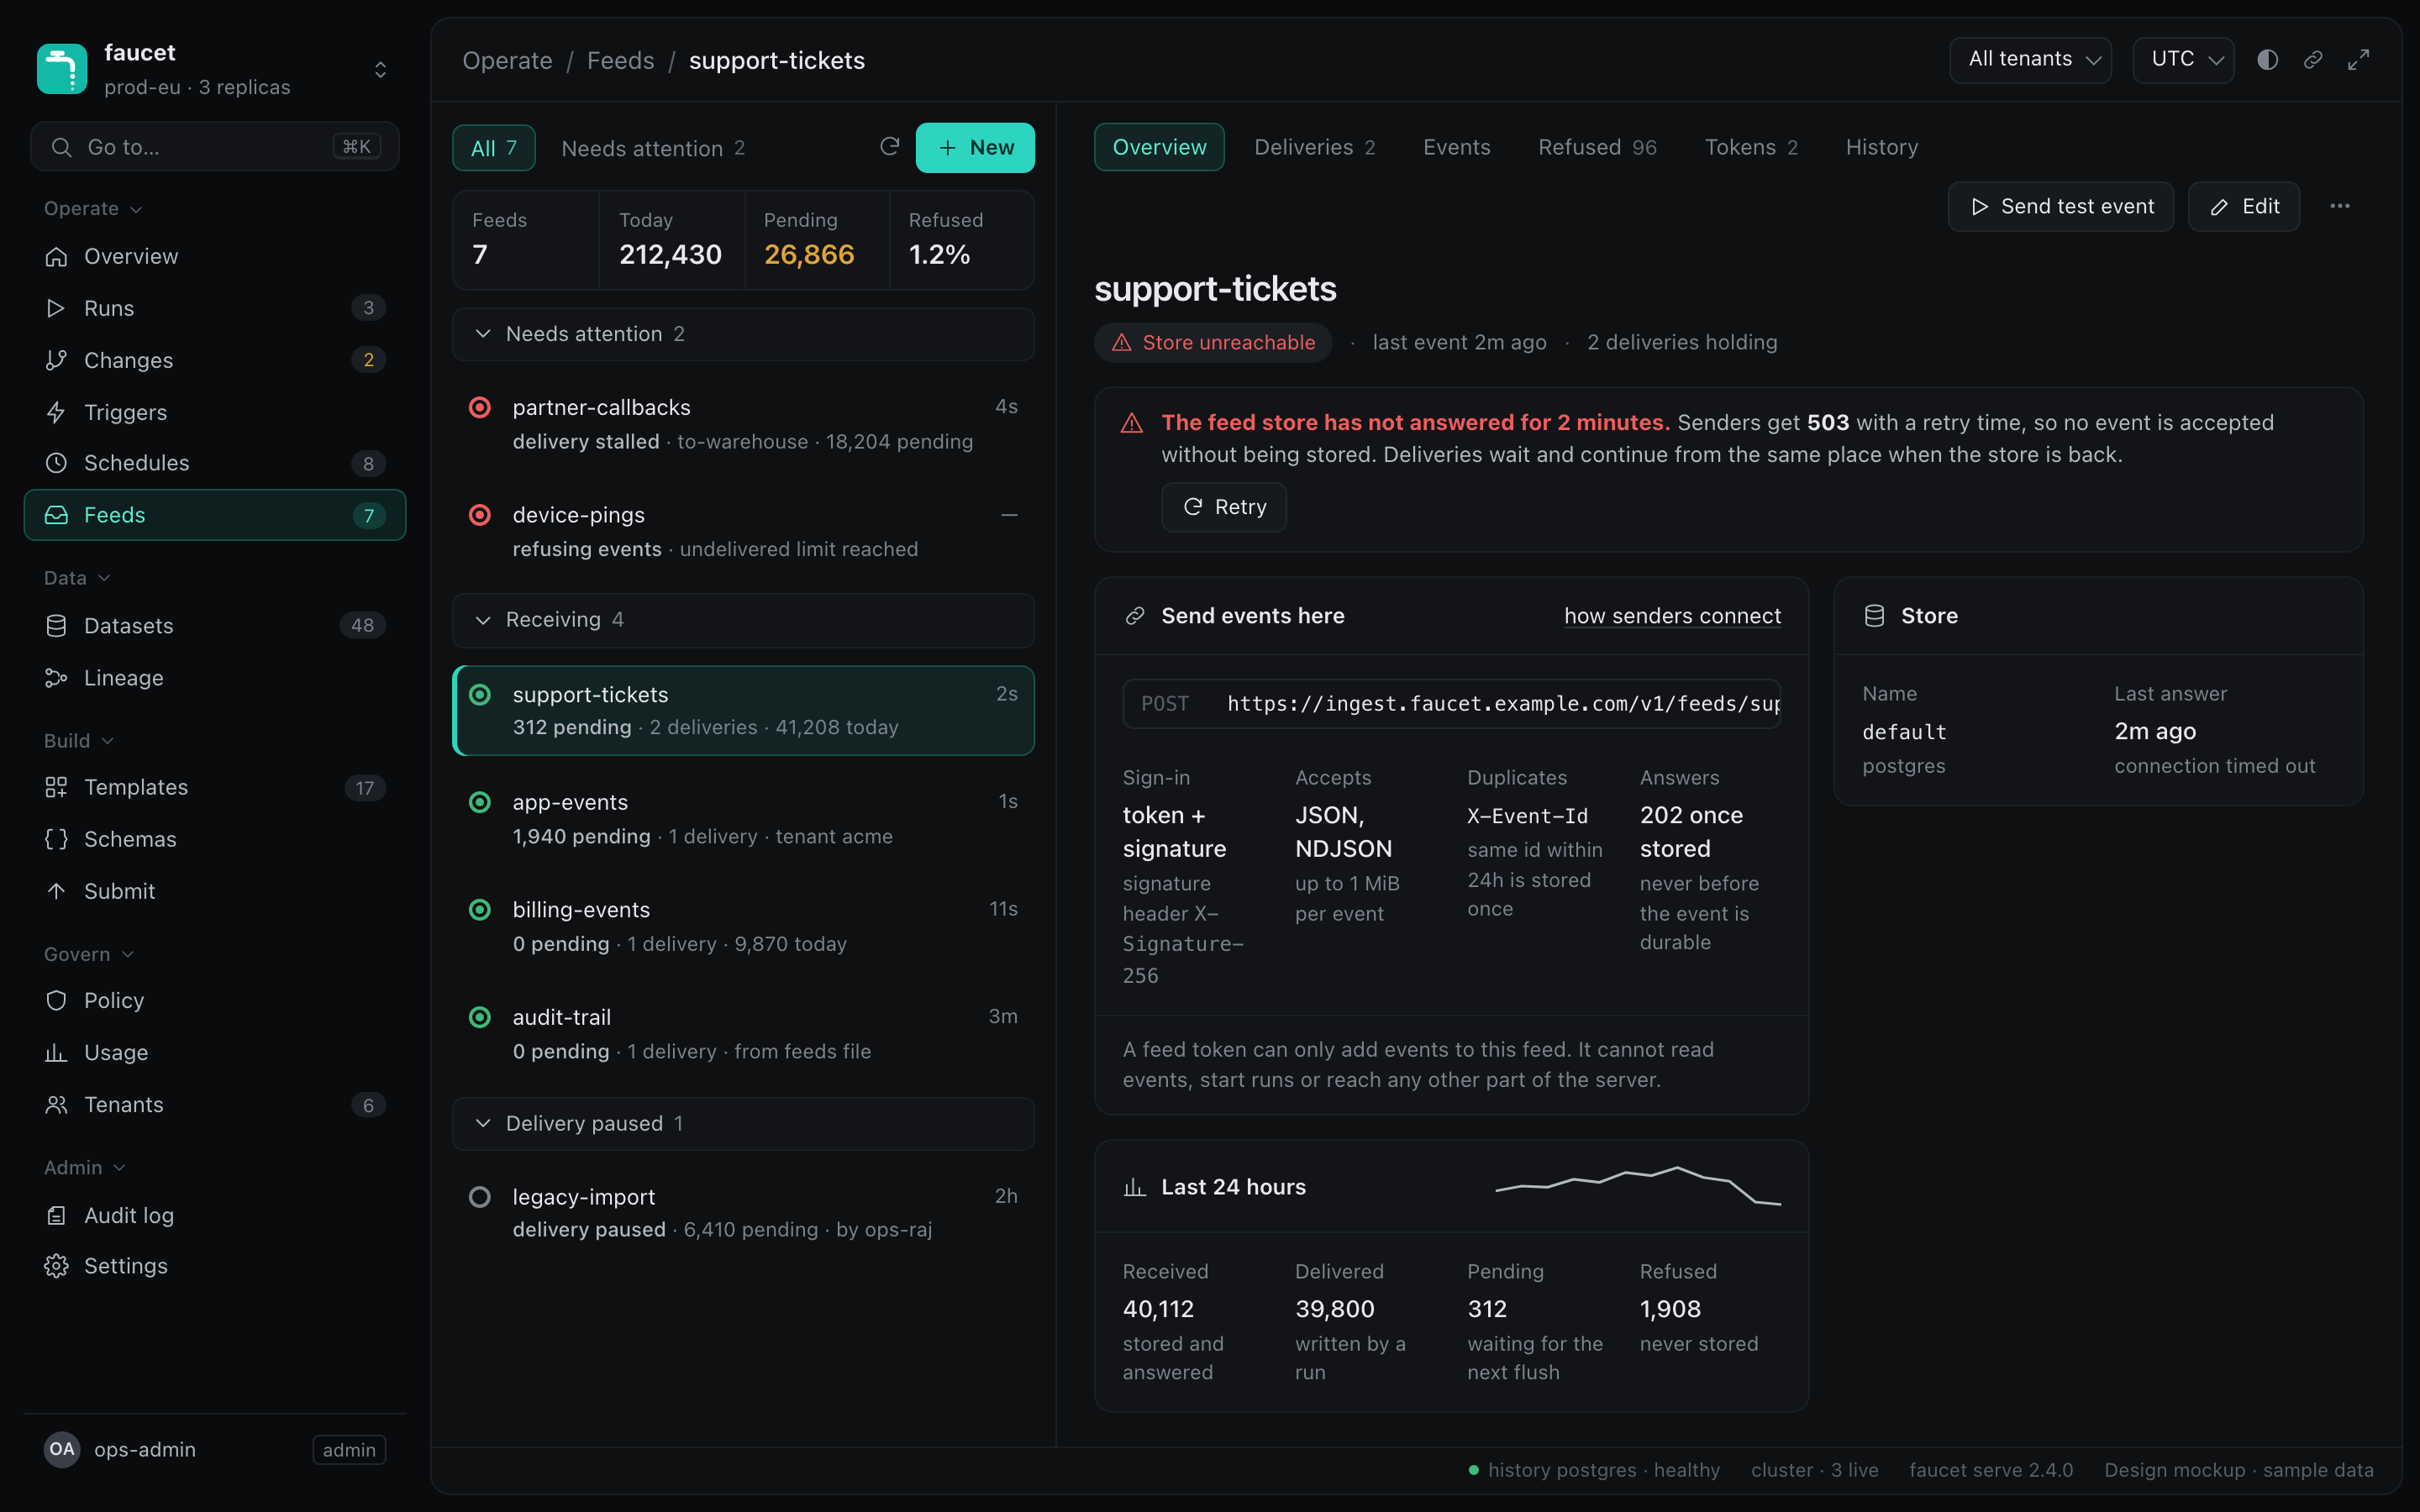 faucet
prod-eu · 3 replicas
Go to...
⌘K
Operate
Overview
Runs 3
Changes 2
Triggers
Schedules 8
Feeds 7
Data
Datasets 48
Lineage
Build
Templates 17
Schemas
Submit
Govern
Policy
Usage
Tenants 6
Admin
Audit log
Settings
OA ops-admin admin
Operate / Feeds / support-tickets
All tenants
UTC
All 7
Needs attention 2
+ New
Feeds
7
Today
212,430
Pending
26,866
Refused
1.2%
Needs attention 2
partner-callbacks 4s
delivery stalled · to-warehouse · 18,204 pending
device-pings —
refusing events · undelivered limit reached
Receiving 4
support-tickets 2s
312 pending · 2 deliveries · 41,208 today
app-events 1s
1,940 pending · 1 delivery · tenant acme
billing-events 11s
0 pending · 1 delivery · 9,870 today
audit-trail 3m
0 pending · 1 delivery · from feeds file
Delivery paused 1
legacy-import 2h
delivery paused · 6,410 pending · by ops-raj
Overview
Deliveries 2
Events
Refused 96
Tokens 2
History
Send test event
Edit
support-tickets
Store unreachable · last event 2m ago · 2 deliveries holding
The feed store has not answered for 2 minutes. Senders get 503 with a retry time, so no event is accepted
without being stored. Deliveries wait and continue from the same place when the store is back.
Retry
Send events here
how senders connect
POST https://ingest.faucet.example.com/v1/feeds/sup
Sign-in
token +
signature
signature
header X-
Signature-
256
Accepts
JSON,
NDJSON
up to 1 MiB
per event
Duplicates
X-Event-Id
same id within
24h is stored
once
Answers
202 once
stored
never before
the event is
durable
A feed token can only add events to this feed. It cannot read
events, start runs or reach any other part of the server.
Store
Name
default
postgres
Last answer
2m ago
connection timed out
Last 24 hours
Received
40,112
stored and
answered
Delivered
39,800
written by a
run
Pending
312
waiting for the
next flush
Refused
1,908
never stored
history postgres · healthy
cluster · 3 live
faucet serve 2.4.0
Design mockup · sample data